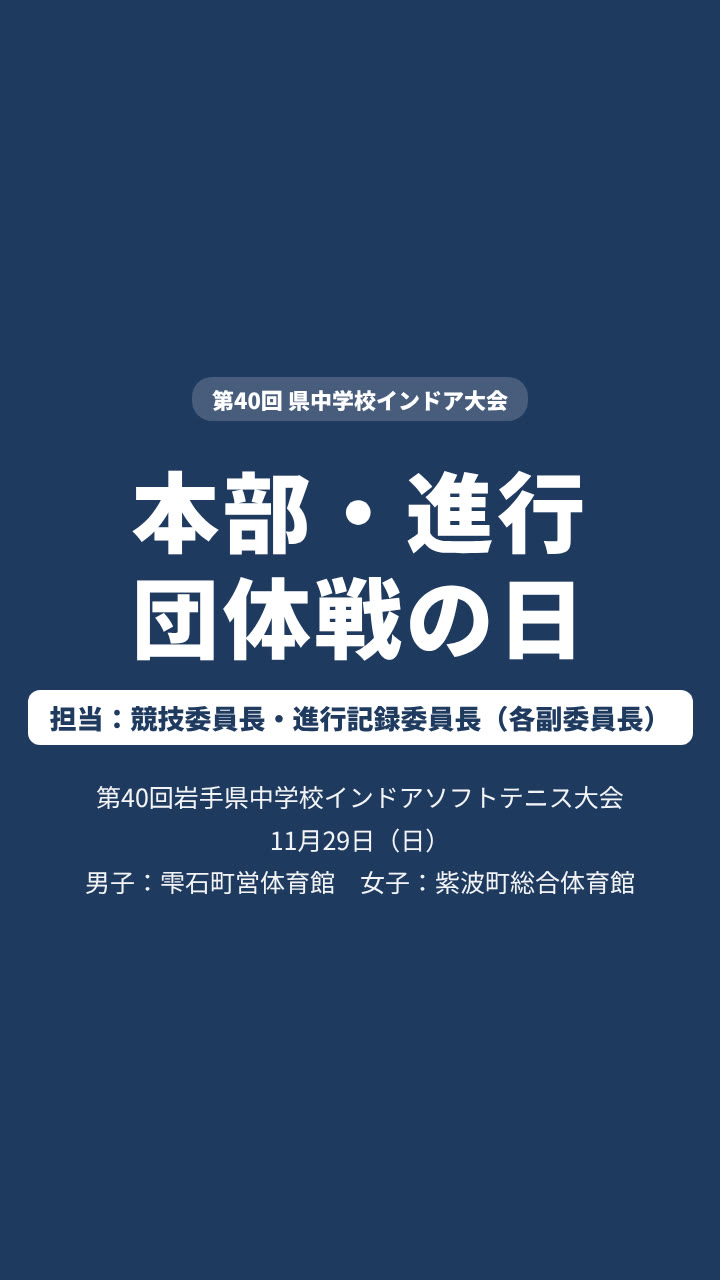 第40回 県中学校インドア大会
本部・進行
団体戦の日
担当：競技委員長・進行記録委員長（各副委員長）
第40回岩手県中学校インドアソフトテニス大会
11月29日（日）
男子：雫石町営体育館　女子：紫波町総合体育館